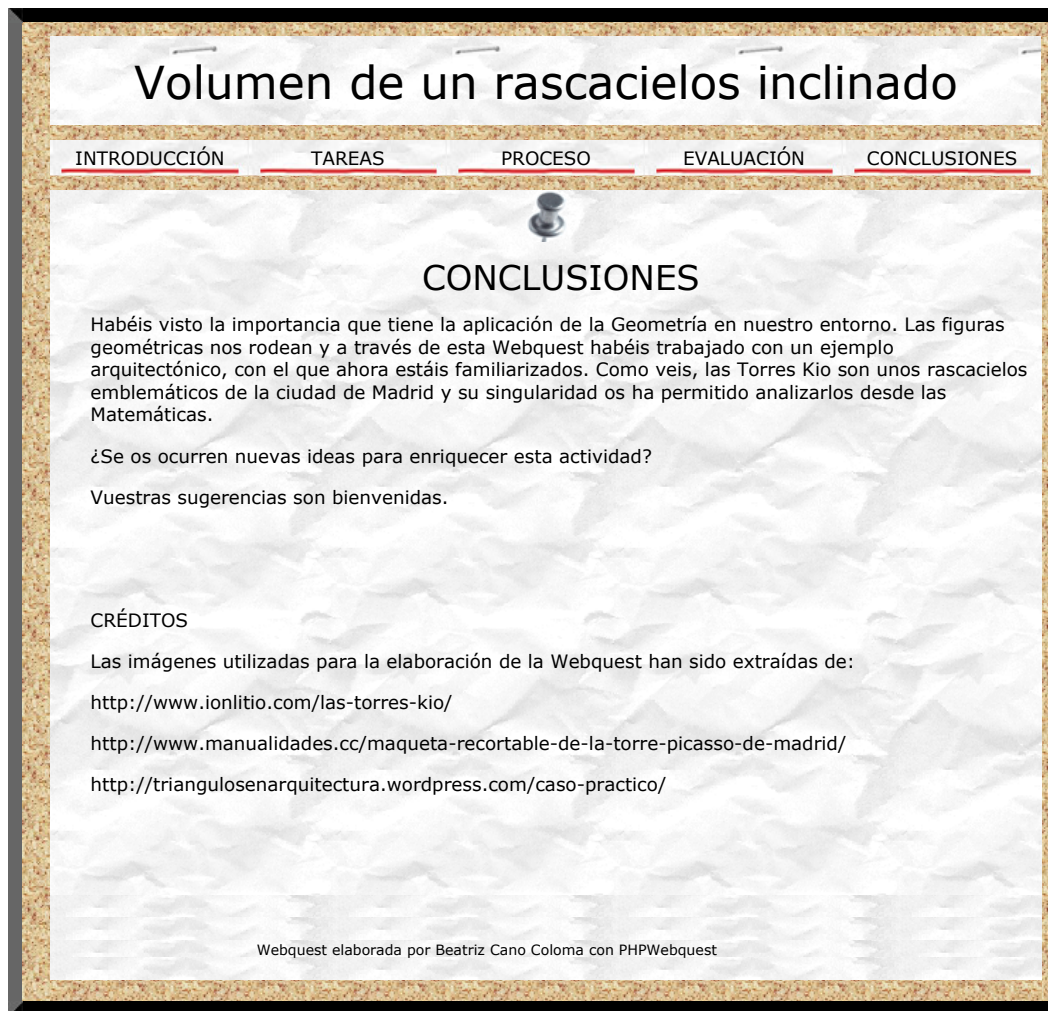 Volumen de un rascacielos inclinado
INTRODUCCIÓN TAREAS PROCESO EVALUACIÓN CONCLUSIONES
CONCLUSIONES
Habéis visto la importancia que tiene la aplicación de la Geometría en nuestro entorno. Las figuras
geométricas nos rodean y a través de esta Webquest habéis trabajado con un ejemplo
arquitectónico, con el que ahora estáis familiarizados. Como veis, las Torres Kio son unos rascacielos
emblemáticos de la ciudad de Madrid y su singularidad os ha permitido analizarlos desde las
Matemáticas.
¿Se os ocurren nuevas ideas para enriquecer esta actividad?
Vuestras sugerencias son bienvenidas.
CRÉDITOS
Las imágenes utilizadas para la elaboración de la Webquest han sido extraídas de:
http://www.ionlitio.com/las-torres-kio/
http://www.manualidades.cc/maqueta-recortable-de-la-torre-picasso-de-madrid/
http://triangulosenarquitectura.wordpress.com/caso-practico/
Webquest elaborada por Beatriz Cano Coloma con PHPWebquest